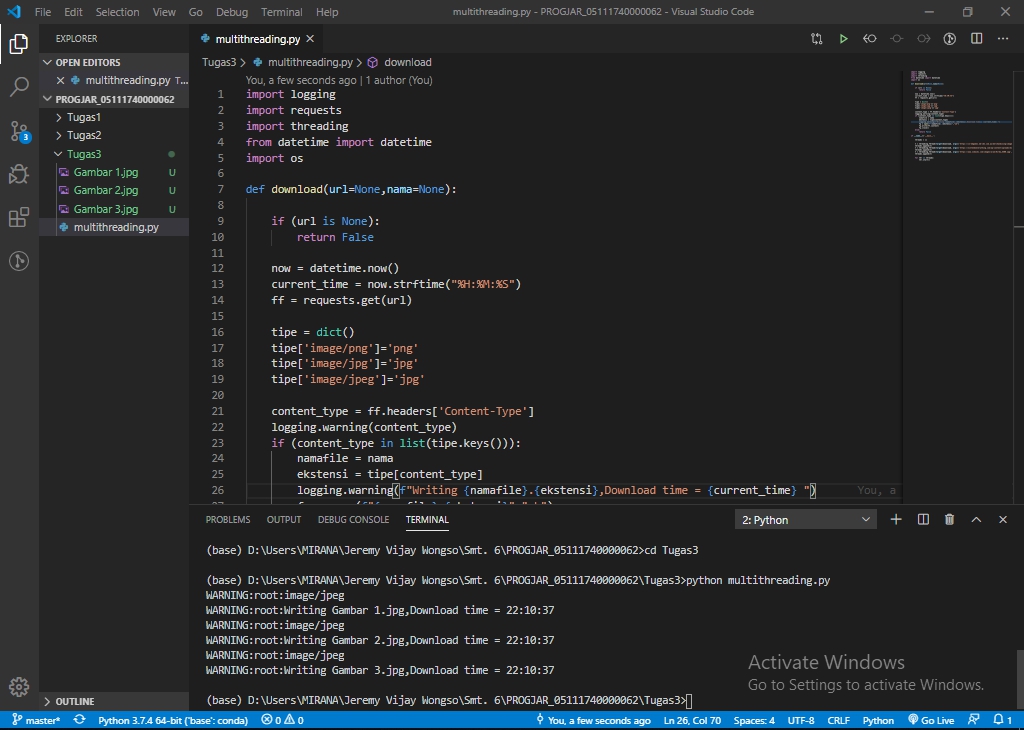 File Edit Selection View Go Debug Terminal Help
multithreading.py - PROGJAR_05111740000062 - Visual Studio Code
EXPLORER
OPEN EDITORS
multithreading.py T...
PROGJAR_05111740000062
Tugas1
Tugas2
Tugas3
Gambar 1.jpg U
Gambar 2.jpg U
Gambar 3.jpg U
multithreading.py
OUTLINE
3
multithreading.py
Tugas3 > multithreading.py > download
You, a few seconds ago | 1 author (You)
1 import logging
2 import requests
3 import threading
4 from datetime import datetime
5 import os
6
7 def download(url=None,nama=None):
8
9 if (url is None):
10 return False
11
12 now = datetime.now()
13 current_time = now.strftime("%H:%M:%S")
14 ff = requests.get(url)
15
16 tipe = dict()
17 tipe['image/png']='png'
18 tipe['image/jpg']='jpg'
19 tipe['image/jpeg']='jpg'
20
21 content_type = ff.headers['Content-Type']
22 logging.warning(content_type)
23 if (content_type in list(tipe.keys())):
24 namafile = nama
25 ekstensi = tipe[content_type]
26 logging.warning(f"Writing {namafile}.{ekstensi},Download time = {current_time} ") You, a
PROBLEMS OUTPUT DEBUG CONSOLE TERMINAL
2: Python
(base) D:\Users\MIRANA\Jeremy Vijay Wongso\Smt. 6\PROGJAR_05111740000062>cd Tugas3
(base) D:\Users\MIRANA\Jeremy Vijay Wongso\Smt. 6\PROGJAR_05111740000062\Tugas3>python multithreading.py
WARNING:root:image/jpeg
WARNING:root:Writing Gambar 1.jpg,Download time = 22:10:37
WARNING:root:image/jpeg
WARNING:root:Writing Gambar 2.jpg,Download time = 22:10:37
WARNING:root:image/jpeg
WARNING:root:Writing Gambar 3.jpg,Download time = 22:10:37
(base) D:\Users\MIRANA\Jeremy Vijay Wongso\Smt. 6\PROGJAR_05111740000062\Tugas3>
Activate Windows
Go to Settings to activate Windows.
master* Python 3.7.4 64-bit ('base': conda) 0 0 You, a few seconds ago Ln 26, Col 70 Spaces: 4 UTF-8 CRLF Python Go Live 1